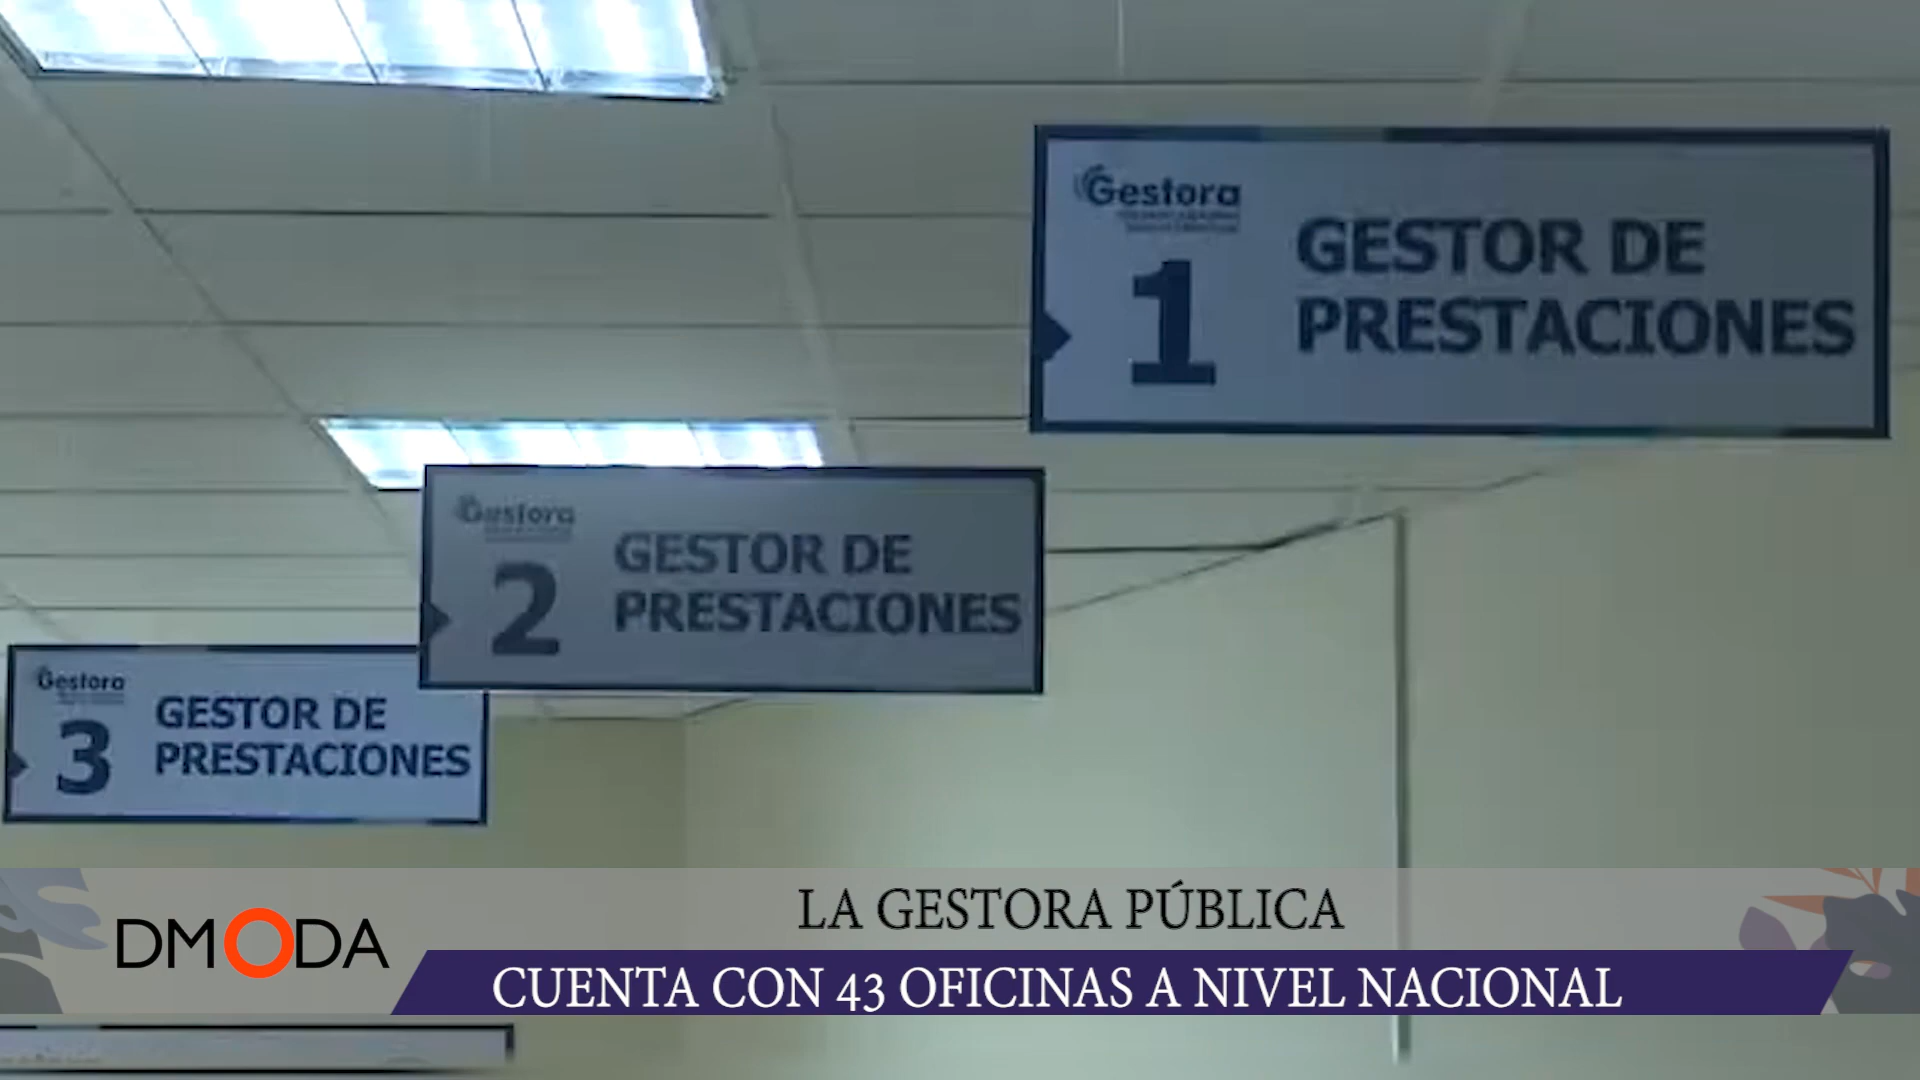 Gestora
1
GESTOR DE
PRESTACIONES
Gestora
2
GESTOR DE
PRESTACIONES
Gestora
3
GESTOR DE
PRESTACIONES
DMODA
LA GESTORA PÚBLICA
CUENTA CON 43 OFICINAS A NIVEL NACIONAL